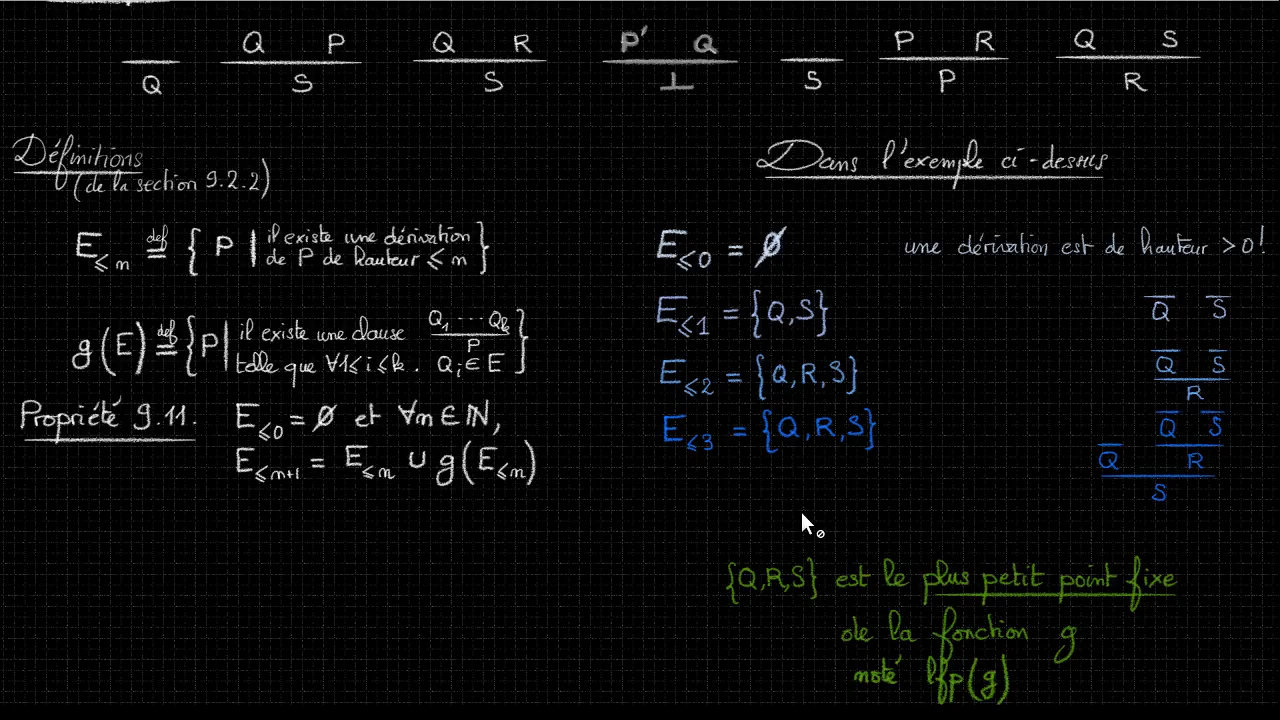 Q P Q R P' Q P R Q S
Q S S ⊥ S P R
Définitions
(de la section 9.2.2)
E≤n def= { P | il existe une dérivation
de P de hauteur ≤ n }
g(E) def= { P | il existe une clause Q₁ ... Qk / P
telle que ∀1≤i≤k. Qi ∈ E }
Propriété 9.11. E≤0 = ∅ et ∀n ∈ ℕ,
E≤n+1 = E≤n ∪ g(E≤n)
Dans l'exemple ci-dessus
E≤0 = ∅ une dérivation est de hauteur > 0!
E≤1 = {Q, S} Q S
E≤2 = {Q, R, S} Q S
R
E≤3 = {Q, R, S} Q S
Q R
S
{Q,R,S} est le plus petit point fixe
de la fonction g
noté lfp(g)